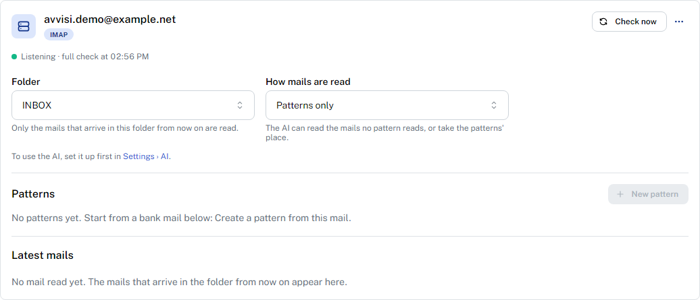 avvisi.demo@example.net
IMAP
Check now
Listening · full check at 02:56 PM
Folder
How mails are read
INBOX
Patterns only
Only the mails that arrive in this folder from now on are read.
The AI can read the mails no pattern reads, or take the patterns'
place.
To use the AI, set it up first in Settings › AI.
Patterns
New pattern
No patterns yet. Start from a bank mail below: Create a pattern from this mail.
Latest mails
No mail read yet. The mails that arrive in the folder from now on appear here.